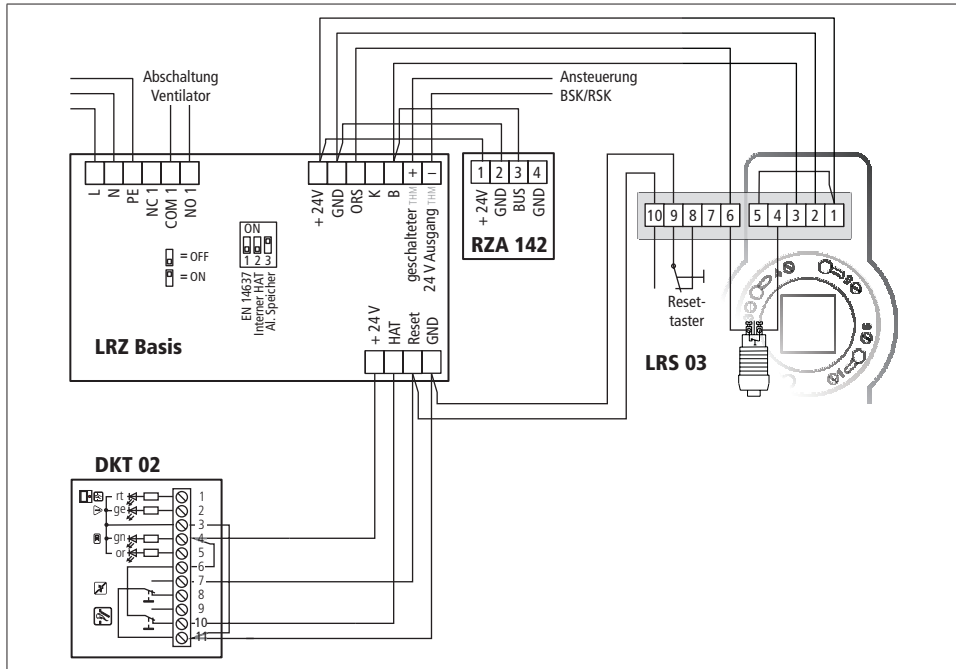 Abschaltung
Ventilator
Ansteuerung
BSK/RSK
L
N
PE
NC 1
COM 1
NO 1
+ 24V
GND
ORS
K
B
+
–
THM
THM
geschalteter
24 V Ausgang
1 2 3 4
+ 24V
GND
BUS
GND
RZA 142
10 9 8 7 6
5 4 3 2 1
ON
1 2 3
= OFF
= ON
EN 14637
Interner HAT
Al. Speicher
LRZ Basis
+ 24 V
HAT
Reset
GND
Reset-
taster
LRS 03
DKT 02
rt
ge
gn
or
1
2
3
4
5
6
7
8
9
10
11